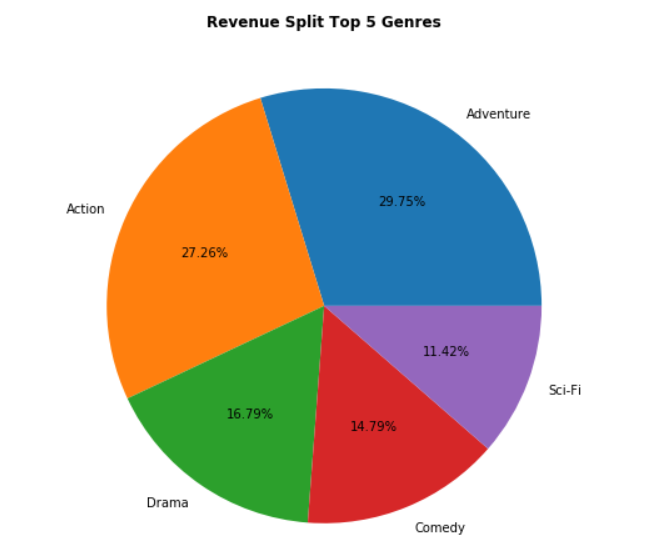 Revenue Split Top 5 Genres
Adventure
29.75%
Action
27.26%
11.42%
Sci-Fi
16.79%
14.79%
Drama
Comedy